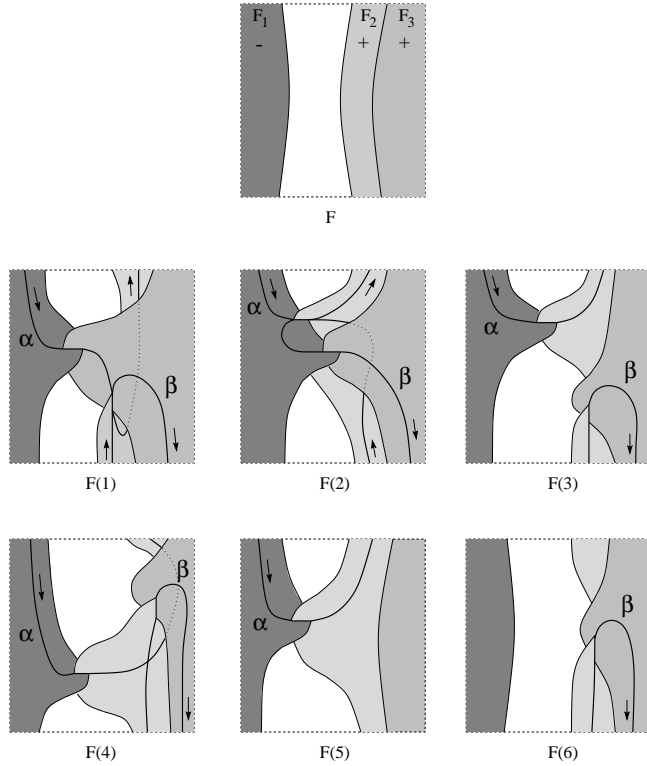 F₁ F₂ F₃
- + +
F
α β
F(1)
α β
F(2)
α β
F(3)
α β
F(4)
α
F(5)
β
F(6)